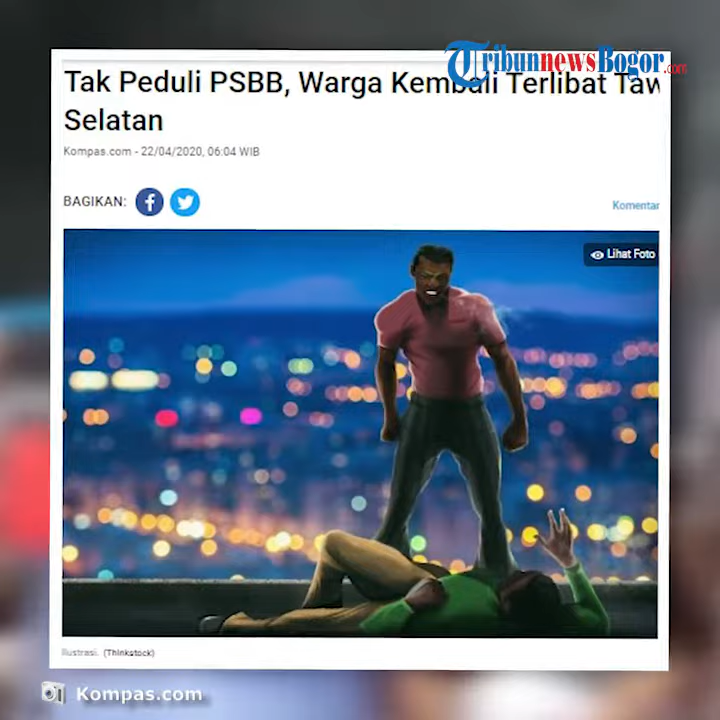 TribunnewsBogor.com
Tak Peduli PSBB, Warga Kembali Terlibat Taw
Selatan
Kompas.com - 22/04/2020, 06:04 WIB
BAGIKAN:
Komentar
Lihat Foto
Ilustrasi. (Thinkstock)
Kompas.com